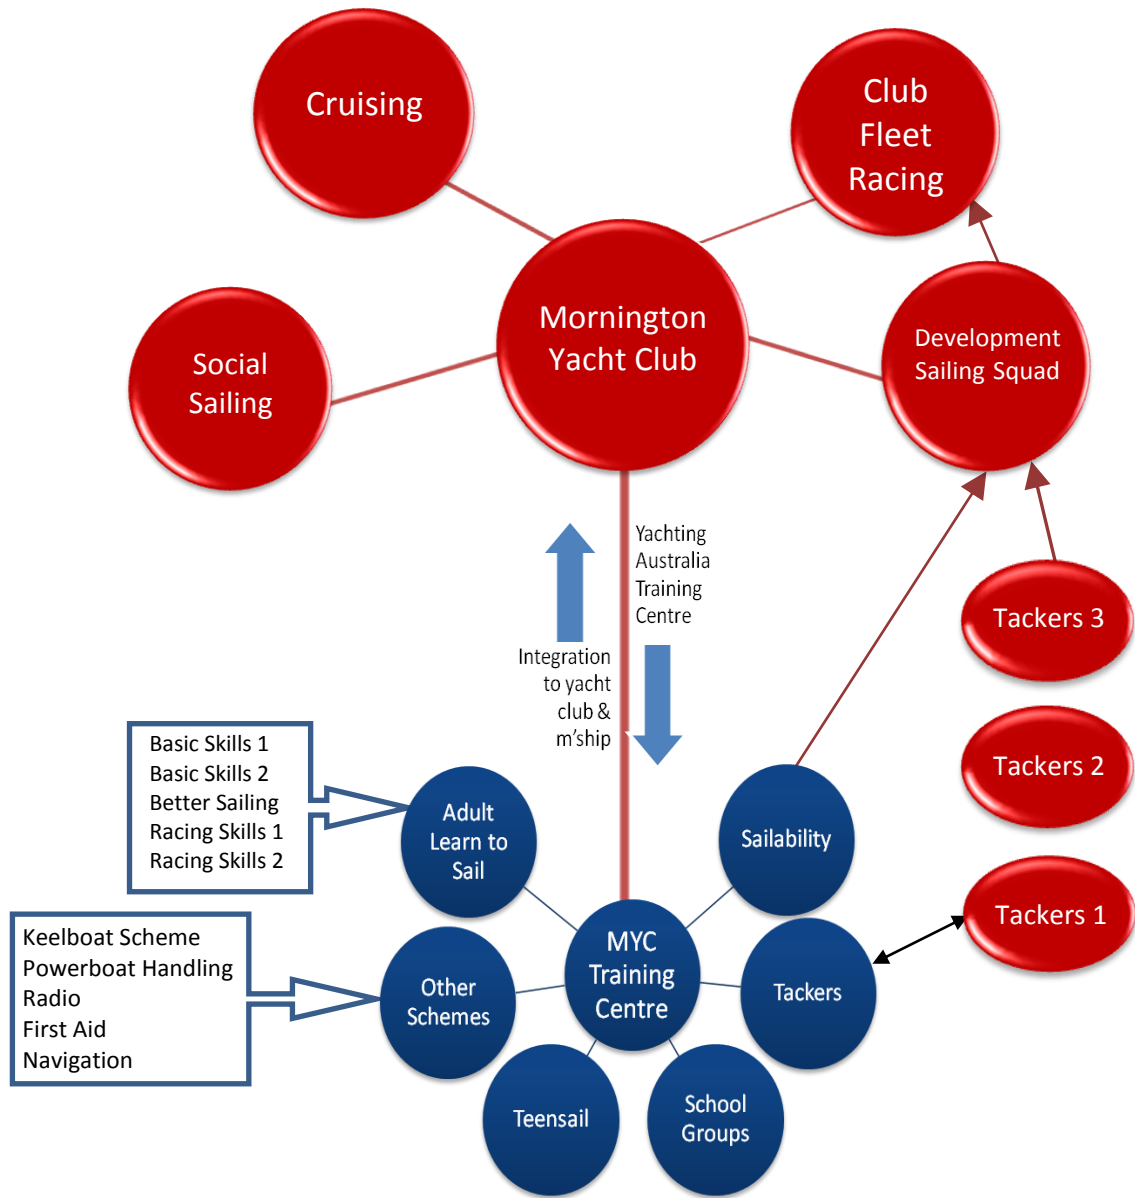 Cruising
Club
Fleet
Racing
Mornington
Yacht Club
Development
Sailing Squad
Social
Sailing
Yachting
Australia
Training
Centre
Integration
to yacht
club &
m'ship
Tackers 3
Tackers 2
Tackers 1
Basic Skills 1
Basic Skills 2
Better Sailing
Racing Skills 1
Racing Skills 2
Adult
Learn to
Sail
Sailability
Keelboat Scheme
Powerboat Handling
Radio
First Aid
Navigation
Other
Schemes
MYC
Training
Centre
Tackers
Teensail
School
Groups